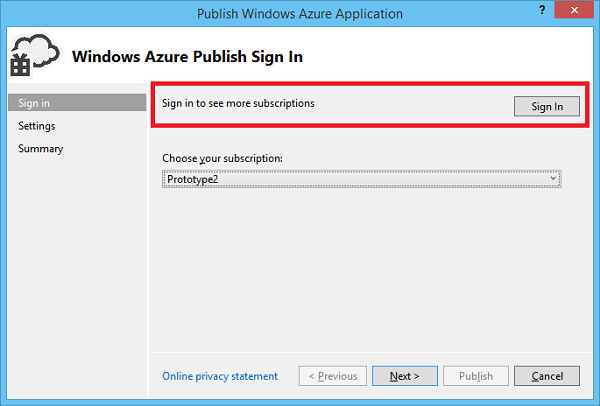 Publish Windows Azure Application
?
Windows Azure Publish Sign In
Sign in
Settings
Summary
Sign in to see more subscriptions
Sign In
Choose your subscription:
Prototype2
Online privacy statement
< Previous
Next >
Publish
Cancel